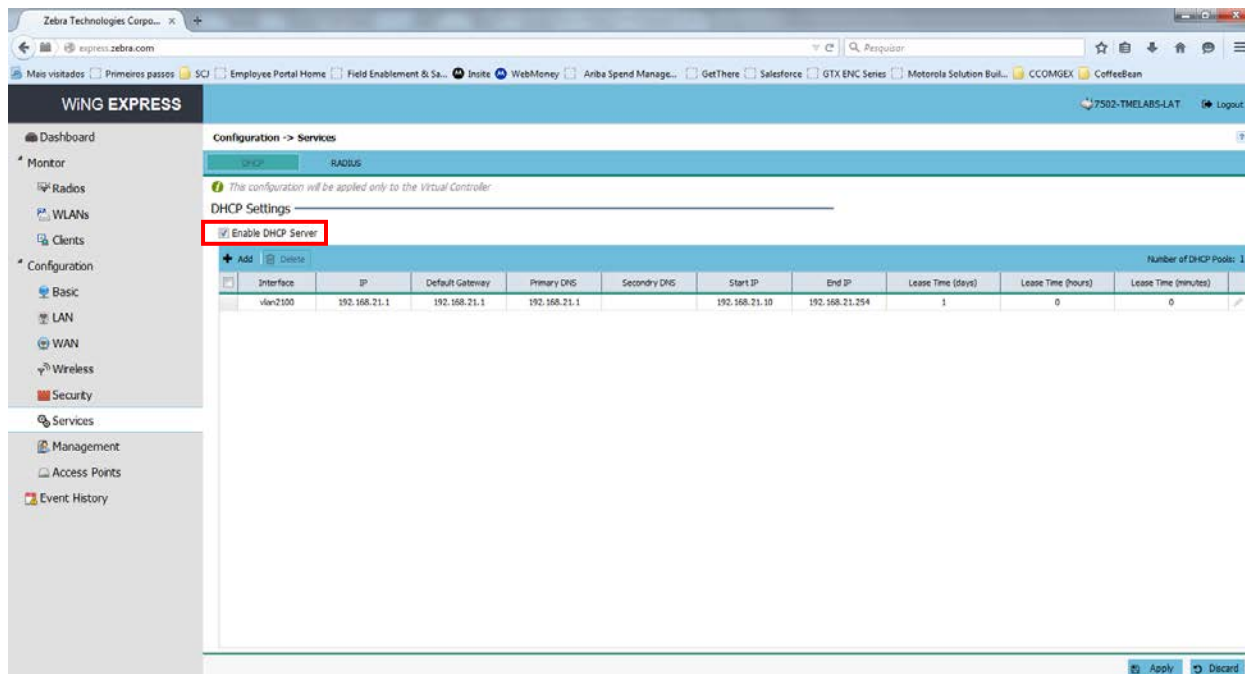 Zebra Technologies Corpo... × +
express.zebra.com Pesquisar
Mais visitados Primeiros passos SCJ Employee Portal Home Field Enablement & Sa... Insite WebMoney Ariba Spend Manage... GetThere Salesforce GTX ENC Series Motorola Solution Buil... CCOMGEX CoffeeBean
WiNG EXPRESS
7502-TMELABS-LAT Logout
Dashboard
Monitor
Radios
WLANs
Clients
Configuration
Basic
LAN
WAN
Wireless
Security
Services
Management
Access Points
Event History
Configuration -> Services
DHCP RADIUS
This configuration will be applied only to the Virtual Controller
DHCP Settings
Enable DHCP Server
Add Delete Number of DHCP Pools: 1
Interface IP Default Gateway Primary DNS Secondry DNS Start IP End IP Lease Time (days) Lease Time (hours) Lease Time (minutes)
vlan2100 192.168.21.1 192.168.21.1 192.168.21.1 192.168.21.10 192.168.21.254 1 0 0
Apply Discard